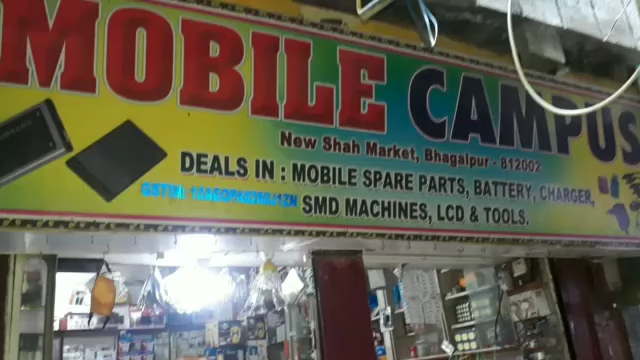 MOBILE CAMPUS
New Shah Market, Bhagalpur - 812002
DEALS IN : MOBILE SPARE PARTS, BATTERY, CHARGER,
SMD MACHINES, LCD & TOOLS.